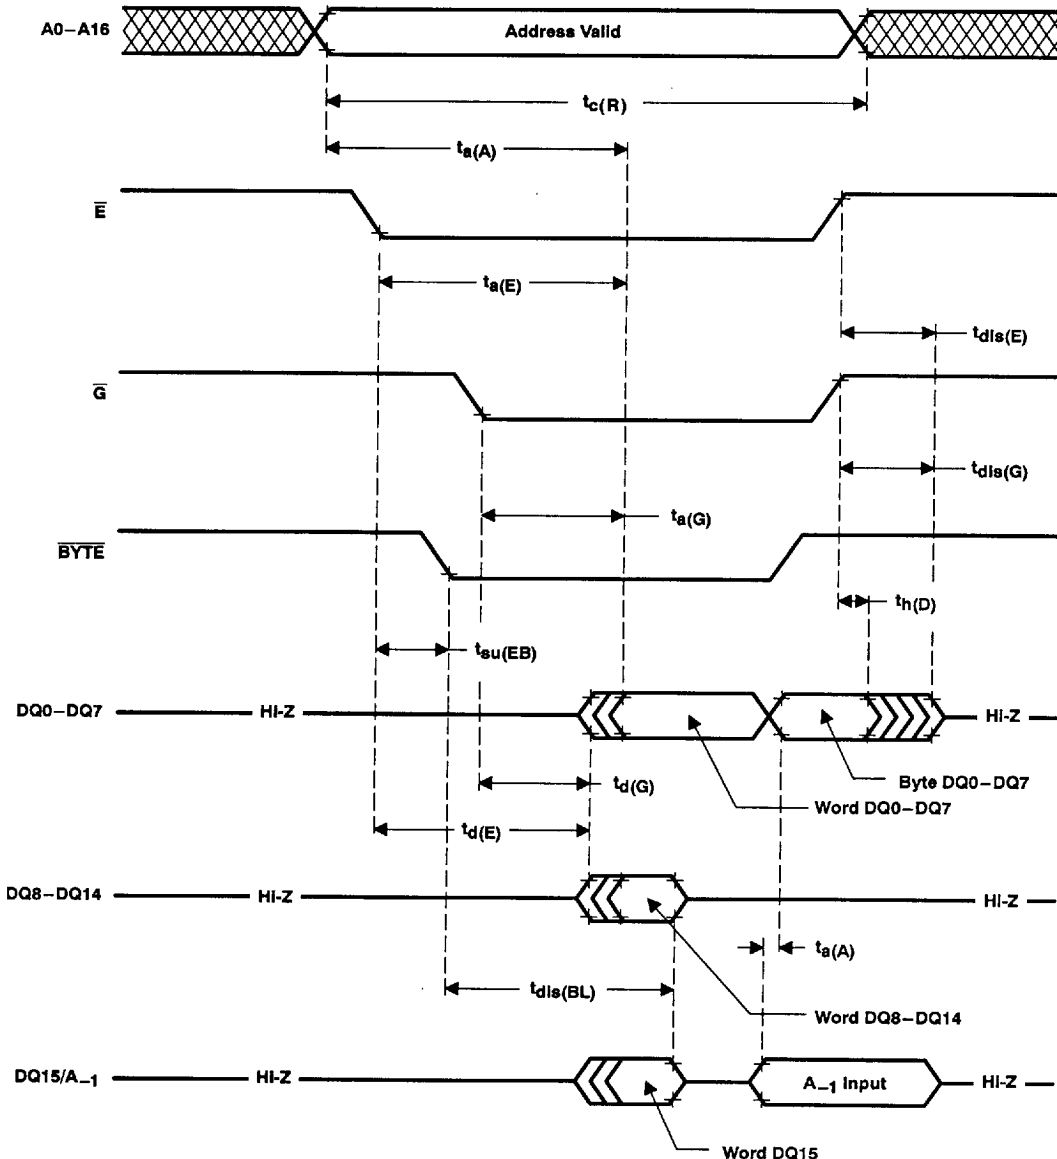 A0–A16
Address Valid
tc(R)
ta(A)
E
ta(E)
tdis(E)
G
tdis(G)
ta(G)
BYTE
th(D)
tsu(EB)
DQ0–DQ7
Hi-Z
Hi-Z
Byte DQ0–DQ7
td(G)
Word DQ0–DQ7
td(E)
DQ8–DQ14
Hi-Z
Hi-Z
ta(A)
tdis(BL)
Word DQ8–DQ14
DQ15/A–1
Hi-Z
A–1 Input
Hi-Z
Word DQ15